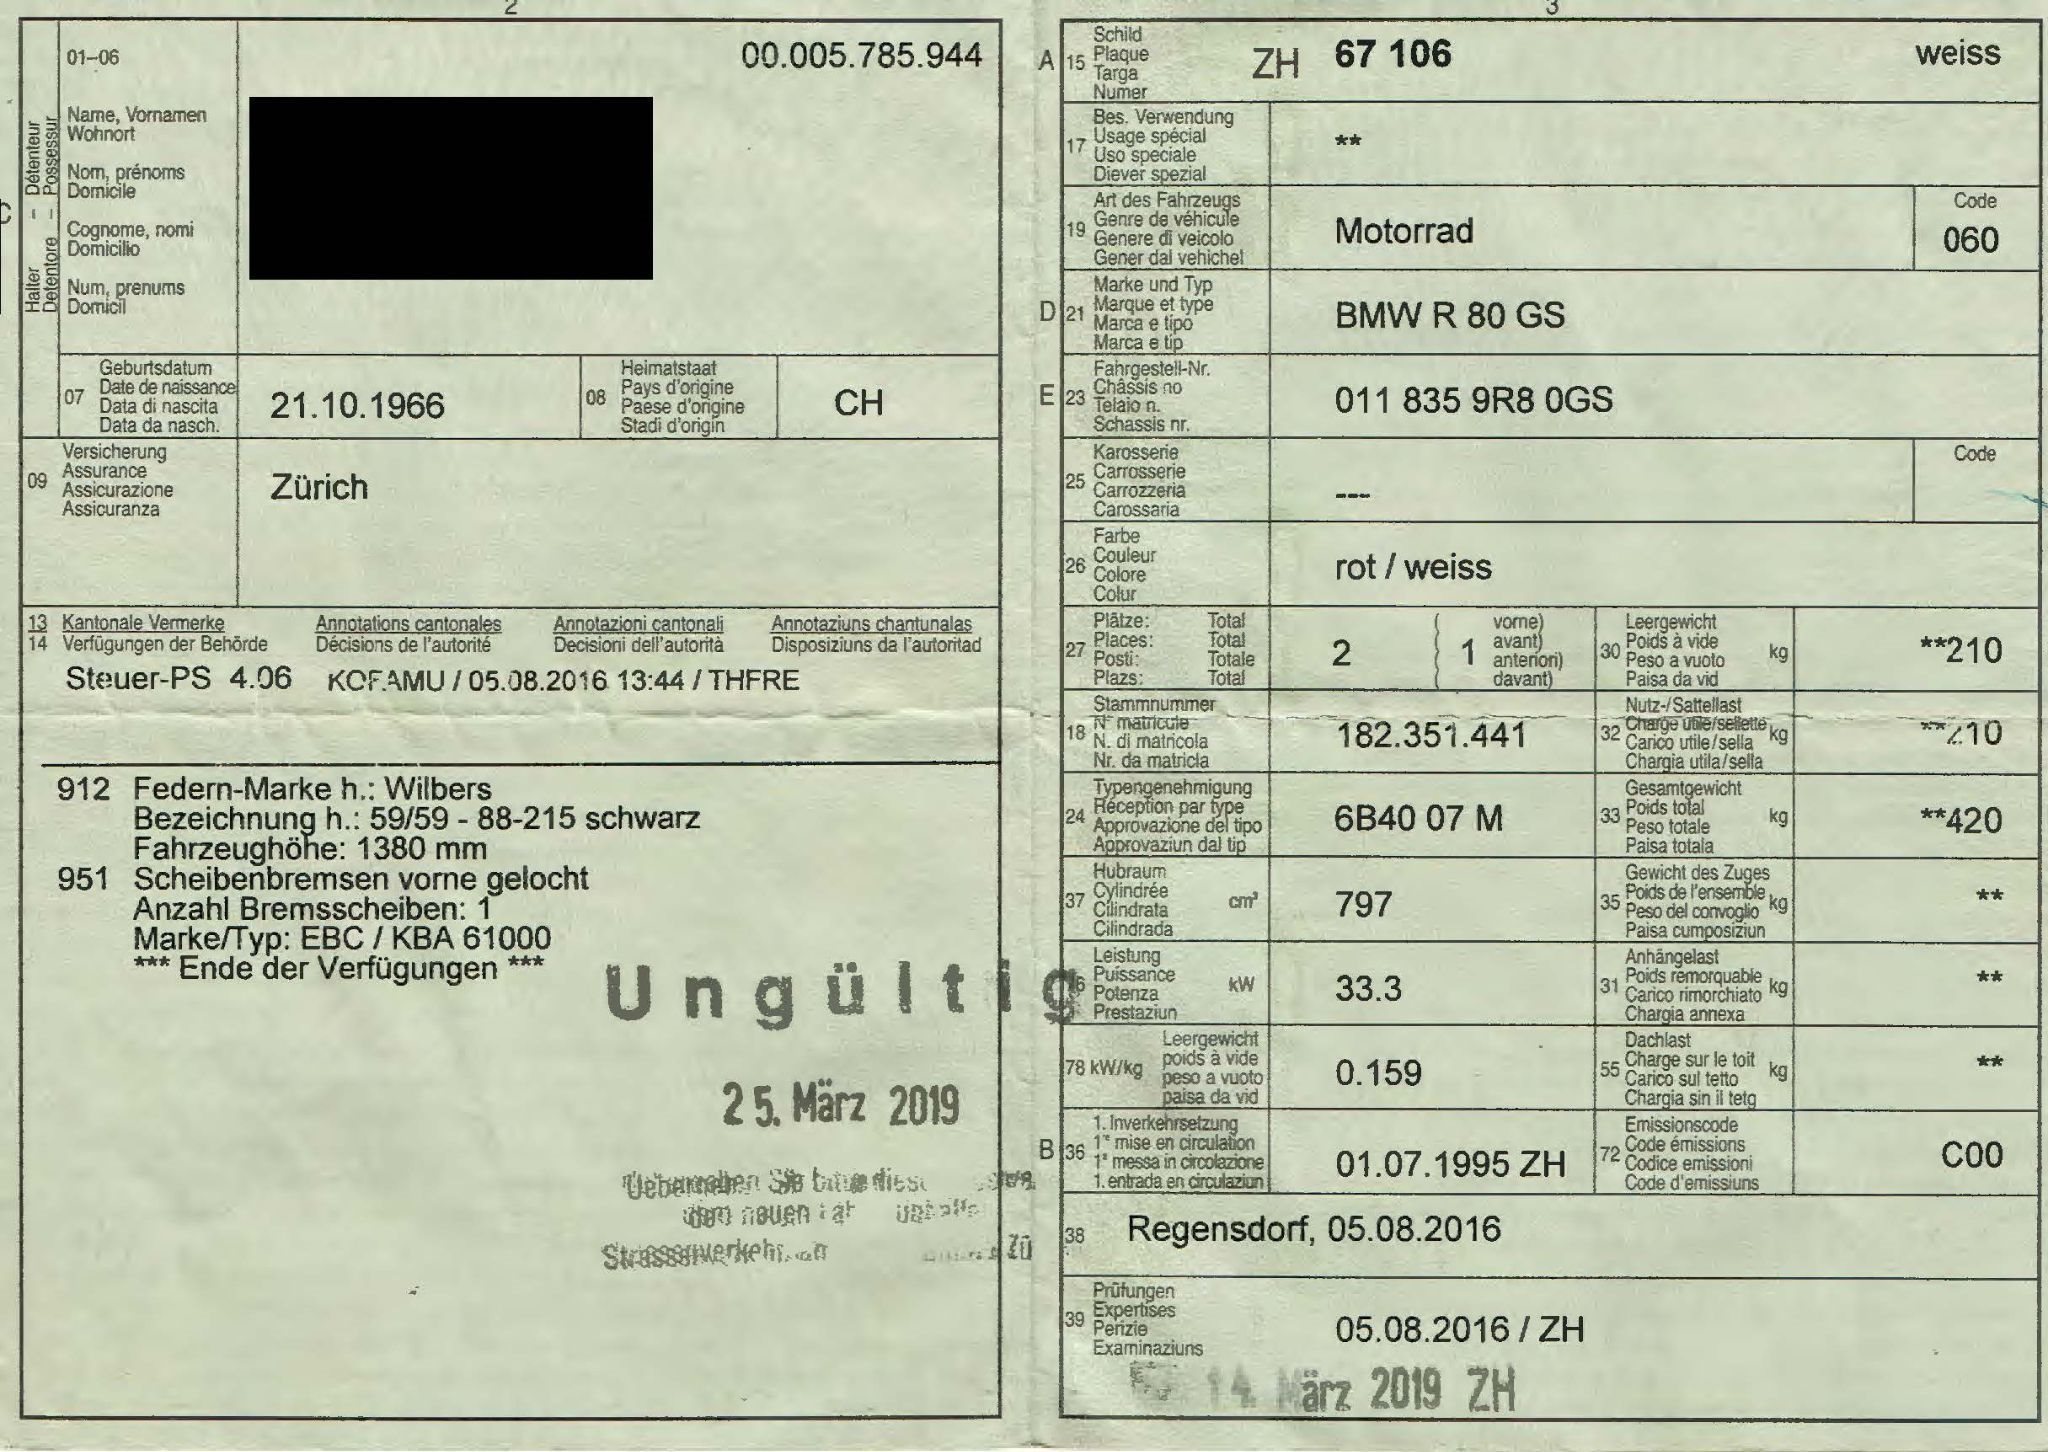 2
01–06
00.005.785.944
Halter – Détenteur
Detentore – Possessur
Name, Vornamen
Wohnort
Nom, prénoms
Domicile
Cognome, nomi
Domicilio
Num, prenums
Domicil
07
Geburtsdatum
Date de naissance
Data di nascita
Data da nasch.
21.10.1966
08
Heimatstaat
Pays d'origine
Paese d'origine
Stadi d'origin
CH
09
Versicherung
Assurance
Assicurazione
Assicuranza
Zürich
13 Kantonale Vermerke Annotations cantonales Annotazioni cantonali Annotaziuns chantunalas
14 Verfügungen der Behörde Décisions de l'autorité Decisioni dell'autorità Disposiziuns da l'autoritad
Steuer-PS 4.06 KOFAMU / 05.08.2016 13:44 / THFRE
912 Federn-Marke h.: Wilbers
Bezeichnung h.: 59/59 - 88-215 schwarz
Fahrzeughöhe: 1380 mm
951 Scheibenbremsen vorne gelocht
Anzahl Bremsscheiben: 1
Marke/Typ: EBC / KBA 61000
*** Ende der Verfügungen ***
Ungültig
25. März 2019
dem neuen
3
A 15
Schild
Plaque
Targa
Numer
ZH 67 106 weiss
17
Bes. Verwendung
Usage spécial
Uso speciale
Diever spezial
**
19
Art des Fahrzeugs
Genre de véhicule
Genere di veicolo
Gener dal vehichel
Motorrad
Code
060
D 21
Marke und Typ
Marque et type
Marca e tipo
Marca e tip
BMW R 80 GS
E 23
Fahrgestell-Nr.
Châssis no
Telaio n.
Schassis nr.
011 835 9R8 0GS
25
Karosserie
Carrosserie
Carrozzeria
Carossaria
---
Code
26
Farbe
Couleur
Colore
Colur
rot / weiss
27
Plätze: Total
Places: Total
Posti: Totale
Plazs: Total
2
( 1
vorne)
avant)
anteriori)
davant)
30
Leergewicht
Poids à vide
Peso a vuoto
Paisa da vid
kg
**210
18
Stammnummer
N° matricule
N. di matricola
Nr. da matricla
182.351.441
32
Nutz-/Sattellast
Charge utile/sellette
Carico utile/sella
Chargia utila/sella
kg
**210
24
Typengenehmigung
Réception par type
Approvazione del tipo
Approvaziun dal tip
6B40 07 M
33
Gesamtgewicht
Poids total
Peso totale
Paisa totala
kg
**420
37
Hubraum
Cylindrée
Cilindrata
Cilindrada
cm³
797
35
Gewicht des Zuges
Poids de l'ensemble
Peso del convoglio
Paisa cumposiziun
kg
**
Leistung
Puissance
Potenza
Prestaziun
kW
33.3
31
Anhängelast
Poids remorquable
Carico rimorchiato
Chargia annexa
kg
**
78 kW/kg
Leergewicht
poids à vide
peso a vuoto
paisa da vid
0.159
55
Dachlast
Charge sur le toit
Carico sul tetto
Chargia sin il tetg
kg
**
B 36
1. Inverkehrsetzung
1re mise en circulation
1a messa in circolazione
1. entrada en circulaziun
01.07.1995 ZH
72
Emissionscode
Code émissions
Codice emissioni
Code d'emissiuns
C00
38
Regensdorf, 05.08.2016
39
Prüfungen
Expertises
Perizie
Examinaziuns
05.08.2016 / ZH
14. März 2019 ZH